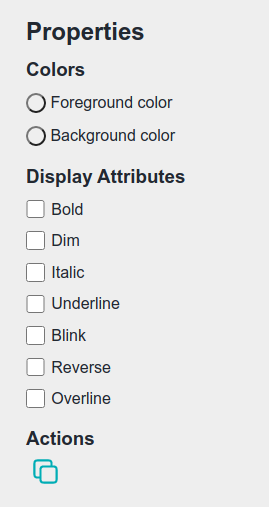 Properties
Colors
Foreground color
Background color
Display Attributes
Bold
Dim
Italic
Underline
Blink
Reverse
Overline
Actions